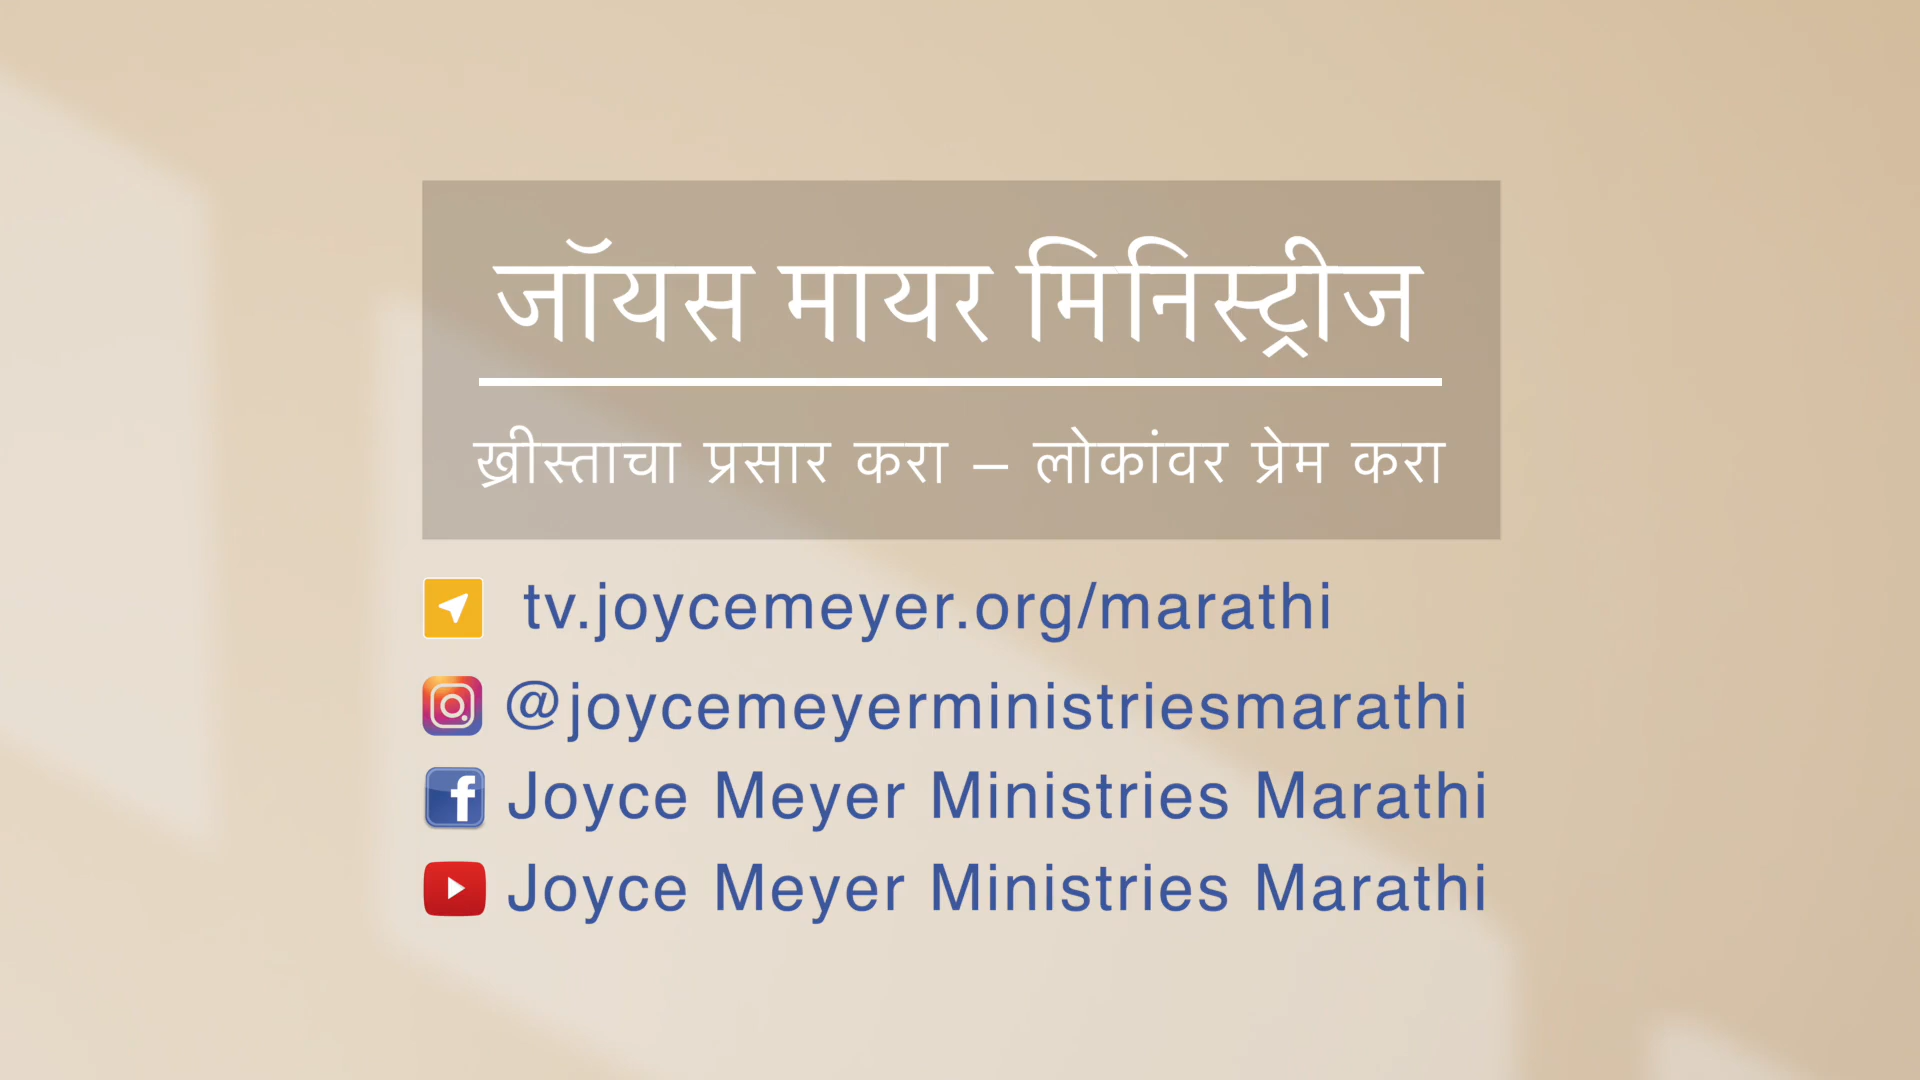 जॉयस मायर मिनिस्ट्रीज
ख्रीस्ताचा प्रसार करा – लोकांवर प्रेम करा
tv.joycemeyer.org/marathi
@joycemeyerministriesmarathi
Joyce Meyer Ministries Marathi
Joyce Meyer Ministries Marathi